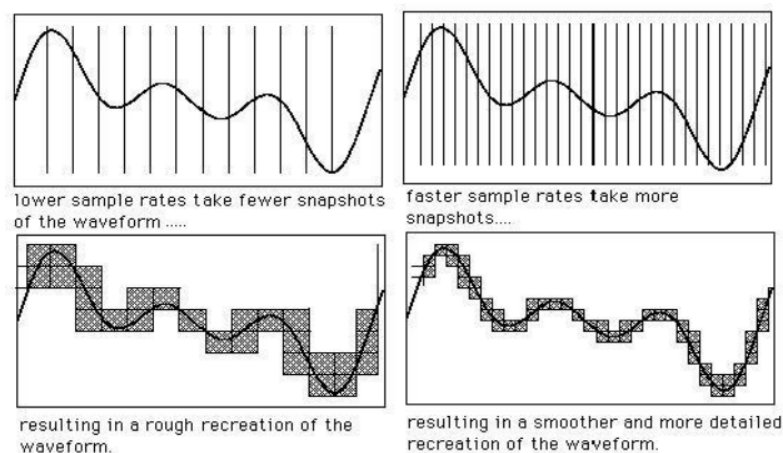 lower sample rates take fewer snapshots
of the waveform .....
faster sample rates take more
snapshots....
resulting in a rough recreation of the
waveform.
resulting in a smoother and more detailed
recreation of the waveform.